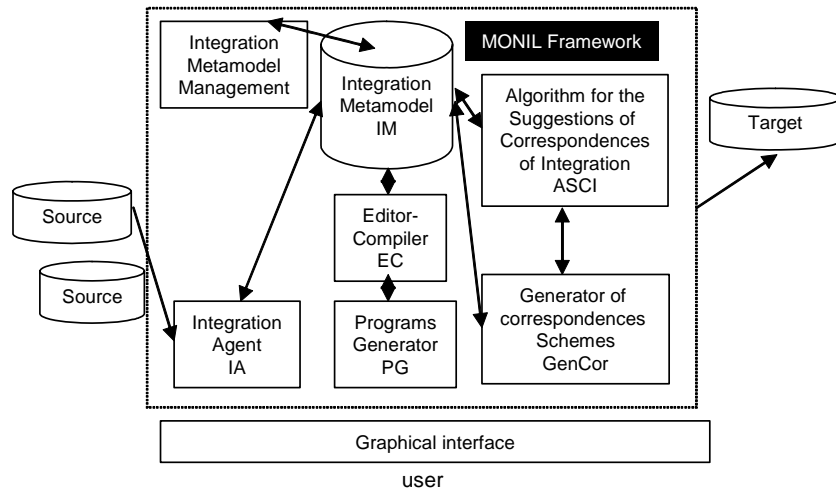 Integration
Metamodel
Management
Integration
Metamodel
IM
MONIL Framework
Algorithm for the
Suggestions of
Correspondences
of Integration
ASCI
Target
Source
Source
Editor-
Compiler
EC
Integration
Agent
IA
Programs
Generator
PG
Generator of
correspondences
Schemes
GenCor
Graphical interface
user